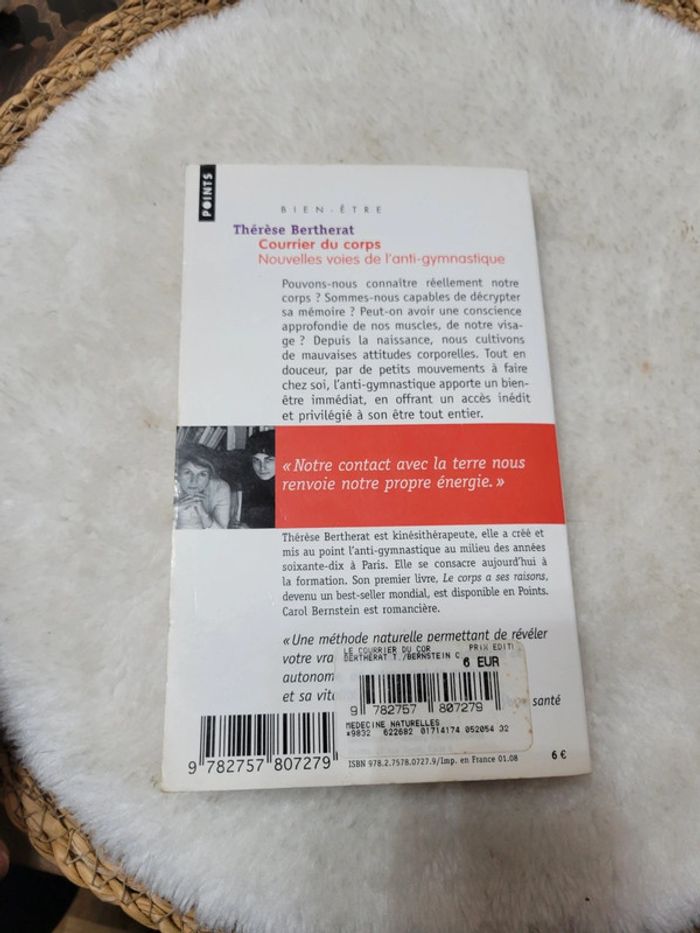 POINTS
BIEN-ÊTRE
Thérèse Bertherat
Courrier du corps
Nouvelles voies de l'anti-gymnastique
Pouvons-nous connaître réellement notre
corps ? Sommes-nous capables de décrypter
sa mémoire ? Peut-on avoir une conscience
approfondie de nos muscles, de notre visa-
ge ? Depuis la naissance, nous cultivons
de mauvaises attitudes corporelles. Tout en
douceur, par de petits mouvements à faire
chez soi, l'anti-gymnastique apporte un bien-
être immédiat, en offrant un accès inédit
et privilégié à son être tout entier.
« Notre contact avec la terre nous
renvoie notre propre énergie. »
Thérèse Bertherat est kinésithérapeute, elle a créé et
mis au point l'anti-gymnastique au milieu des années
soixante-dix à Paris. Elle se consacre aujourd'hui à
la formation. Son premier livre, Le corps a ses raisons,
devenu un best-seller mondial, est disponible en Points.
Carol Bernstein est romancière.
« Une méthode naturelle permettant de révéler
votre vra
autonom
et sa vita
santé
LE COURRIER DU COR PRIX EDIT
BERTHERAT T./BERNSTEIN C 6 EUR
9 782757 807279
MEDECINE NATURELLES
*9832 622682 01714174 052054 32
9 782757 807279
ISBN 978.2.7578.0727.9/Imp. en France 01.08
6 €